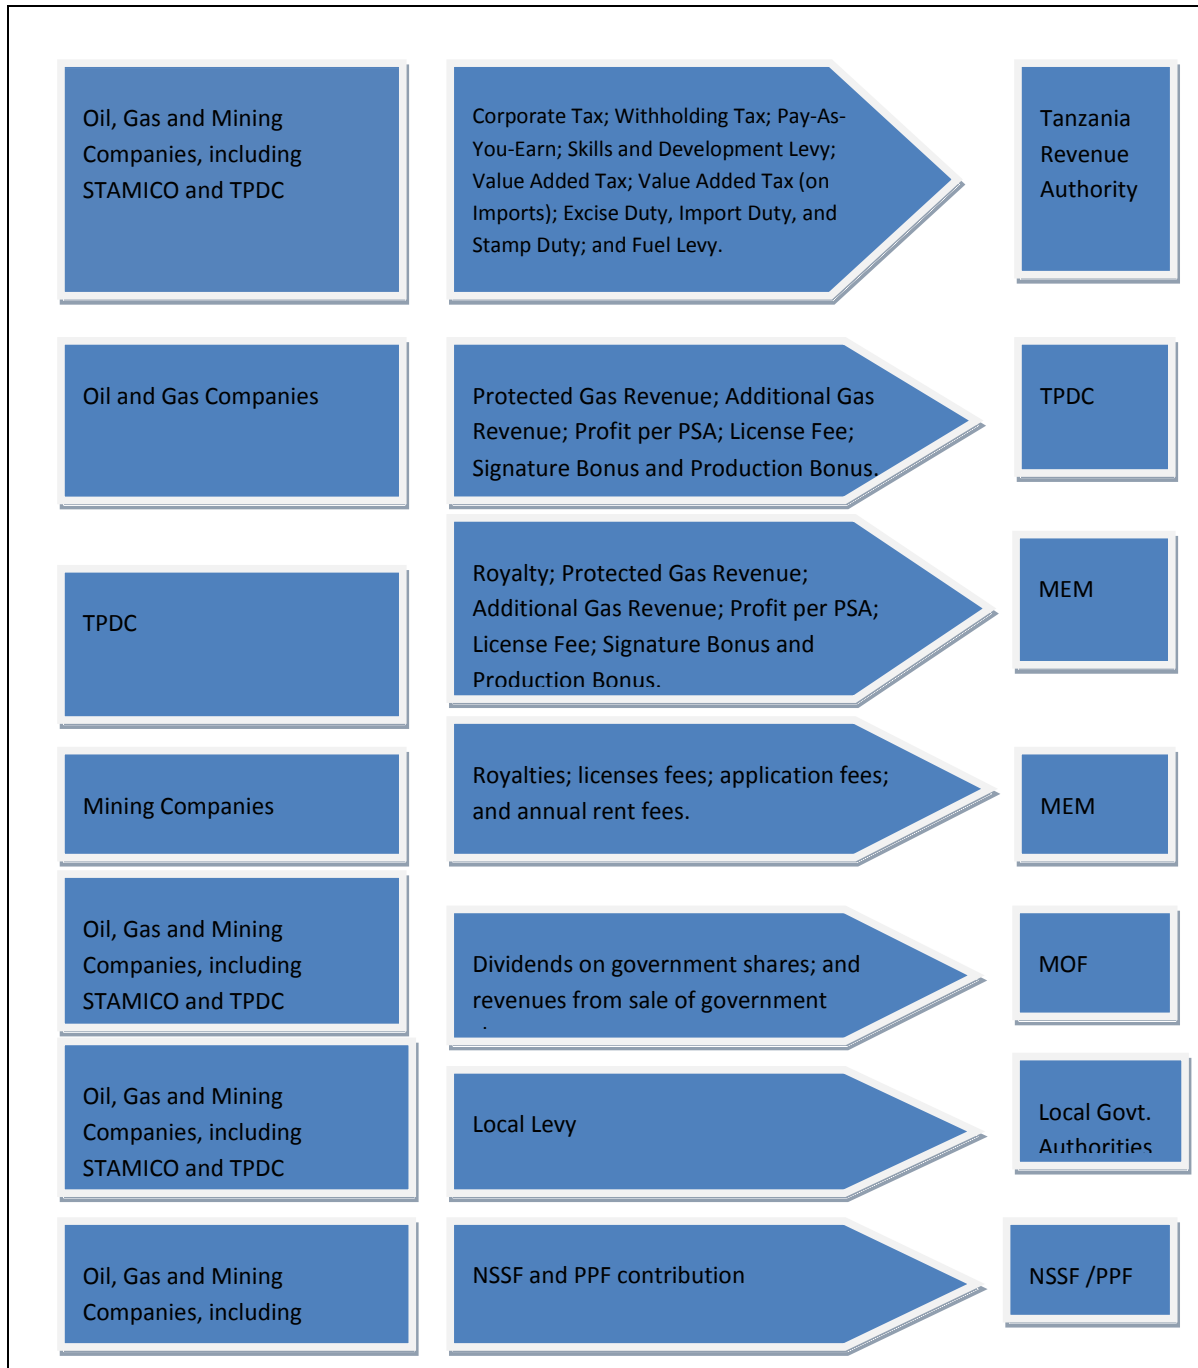 Oil, Gas and Mining
Companies, including
STAMICO and TPDC
Corporate Tax; Withholding Tax; Pay-As-
You-Earn; Skills and Development Levy;
Value Added Tax; Value Added Tax (on
Imports); Excise Duty, Import Duty, and
Stamp Duty; and Fuel Levy.
Tanzania
Revenue
Authority
Oil and Gas Companies
Protected Gas Revenue; Additional Gas
Revenue; Profit per PSA; License Fee;
Signature Bonus and Production Bonus.
TPDC
TPDC
Royalty; Protected Gas Revenue;
Additional Gas Revenue; Profit per PSA;
License Fee; Signature Bonus and
Production Bonus.
MEM
Mining Companies
Royalties; licenses fees; application fees;
and annual rent fees.
MEM
Oil, Gas and Mining
Companies, including
STAMICO and TPDC
Dividends on government shares; and
revenues from sale of government
MOF
Oil, Gas and Mining
Companies, including
STAMICO and TPDC
Local Levy
Local Govt.
Authorities
Oil, Gas and Mining
Companies, including
NSSF and PPF contribution
NSSF /PPF